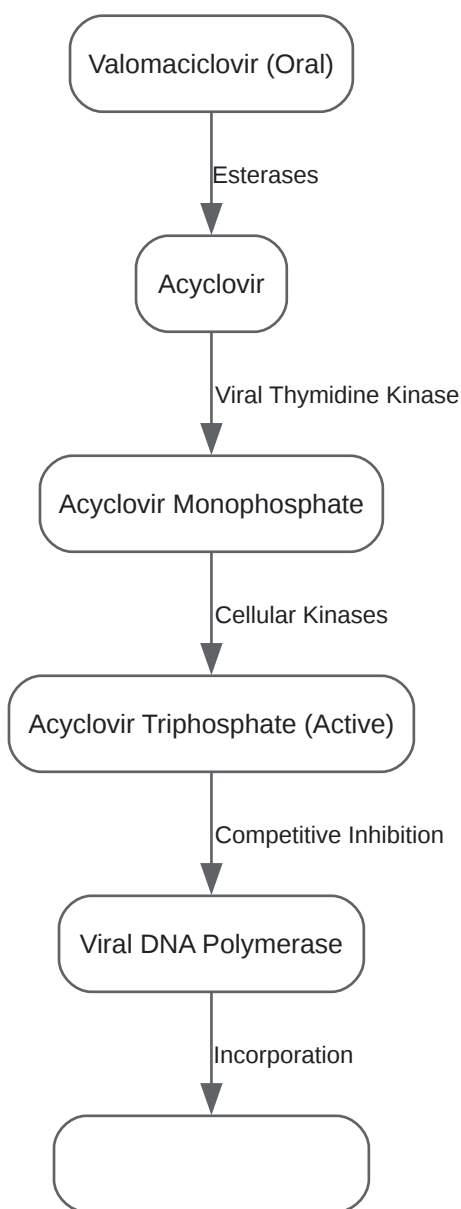 Valomaciclovir (Oral)
Esterases
Acyclovir
Viral Thymidine Kinase
Acyclovir Monophosphate
Cellular Kinases
Acyclovir Triphosphate (Active)
Competitive Inhibition
Viral DNA Polymerase
Incorporation